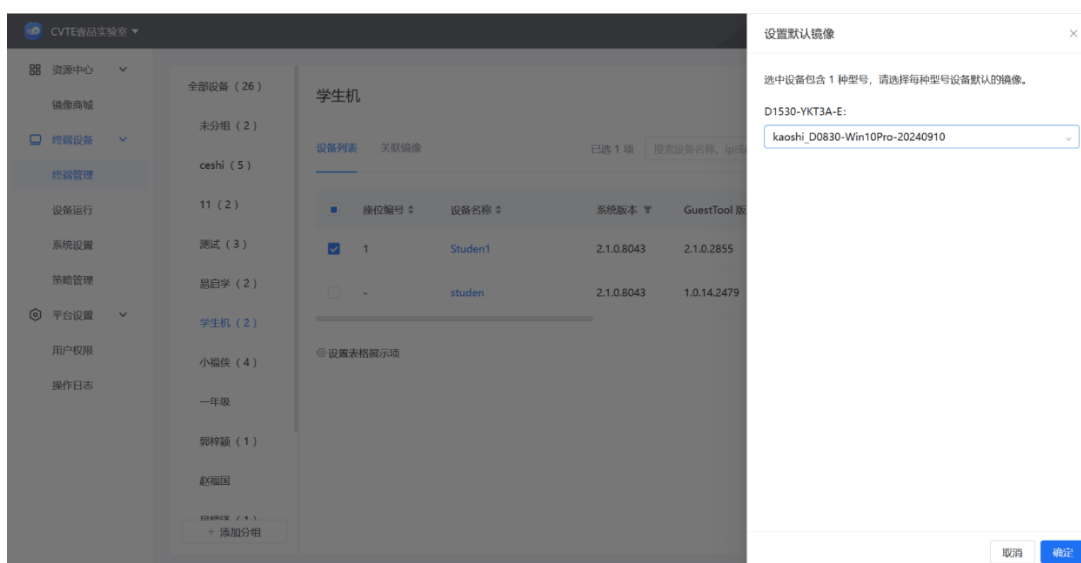 CVTE壹品实验室
设置默认镜像
资源中心
镜像商城
终端设备
终端管理
设备运行
系统设置
策略管理
平台设置
用户权限
操作日志
全部设备（26）
未分组（2）
ceshi（5）
11（2）
测试（3）
易启学（2）
学生机（2）
小福侠（4）
一年级
郭梓颖（1）
赵福国
+ 添加分组
学生机
设备列表 关联镜像 已选 1 项 搜索设备名称、ip
座位编号 设备名称 系统版本 GuestTool 版
1 Studen1 2.1.0.8043 2.1.0.2855
- studen 2.1.0.8043 1.0.14.2479
设置表格展示项
选中设备包含 1 种型号，请选择每种型号设备默认的镜像。
D1530-YKT3A-E：
kaoshi_D0830-Win10Pro-20240910
取消 确定